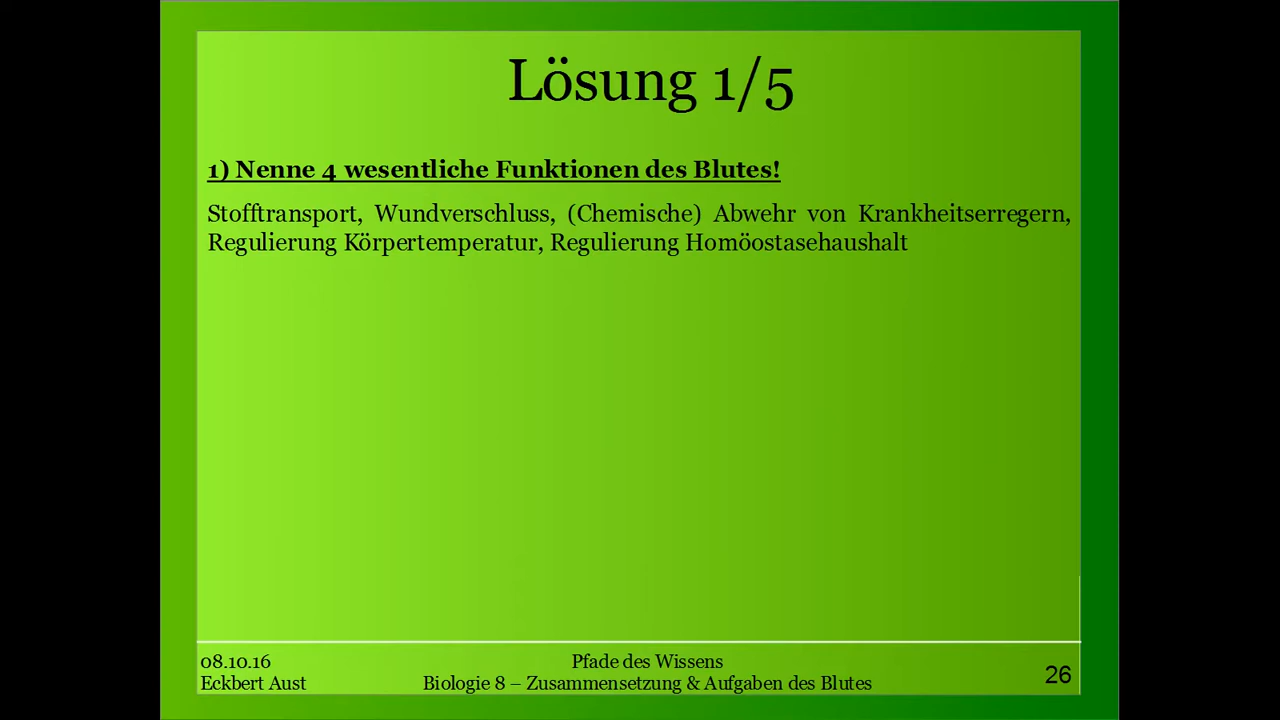 Lösung 1/5
1) Nenne 4 wesentliche Funktionen des Blutes!
Stofftransport, Wundverschluss, (Chemische) Abwehr von Krankheitserregern,
Regulierung Körpertemperatur, Regulierung Homöostasehaushalt
08.10.16
Eckbert Aust
Pfade des Wissens
Biologie 8 – Zusammensetzung & Aufgaben des Blutes
26